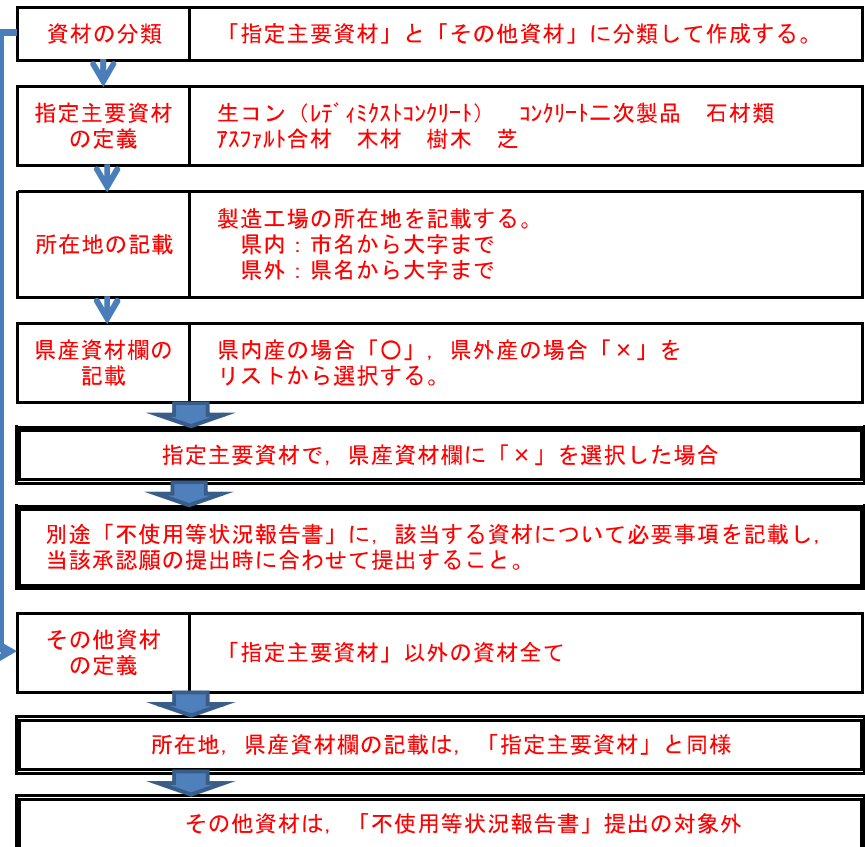 資材の分類
「指定主要資材」と「その他資材」に分類して作成する。
指定主要資材
の定義
生コン（ﾚﾃﾞｨﾐｸｽﾄｺﾝｸﾘｰﾄ）　ｺﾝｸﾘｰﾄ二次製品　石材類
ｱｽﾌｧﾙﾄ合材　木材　樹木　芝
所在地の記載
製造工場の所在地を記載する。
県内：市名から大字まで
県外：県名から大字まで
県産資材欄の
記載
県内産の場合「〇」，県外産の場合「×」を
リストから選択する。
指定主要資材で，県産資材欄に「×」を選択した場合
別途「不使用等状況報告書」に，該当する資材について必要事項を記載し，
当該承認願の提出時に合わせて提出すること。
その他資材
の定義
「指定主要資材」以外の資材全て
所在地，県産資材欄の記載は，「指定主要資材」と同様
その他資材は，「不使用等状況報告書」提出の対象外